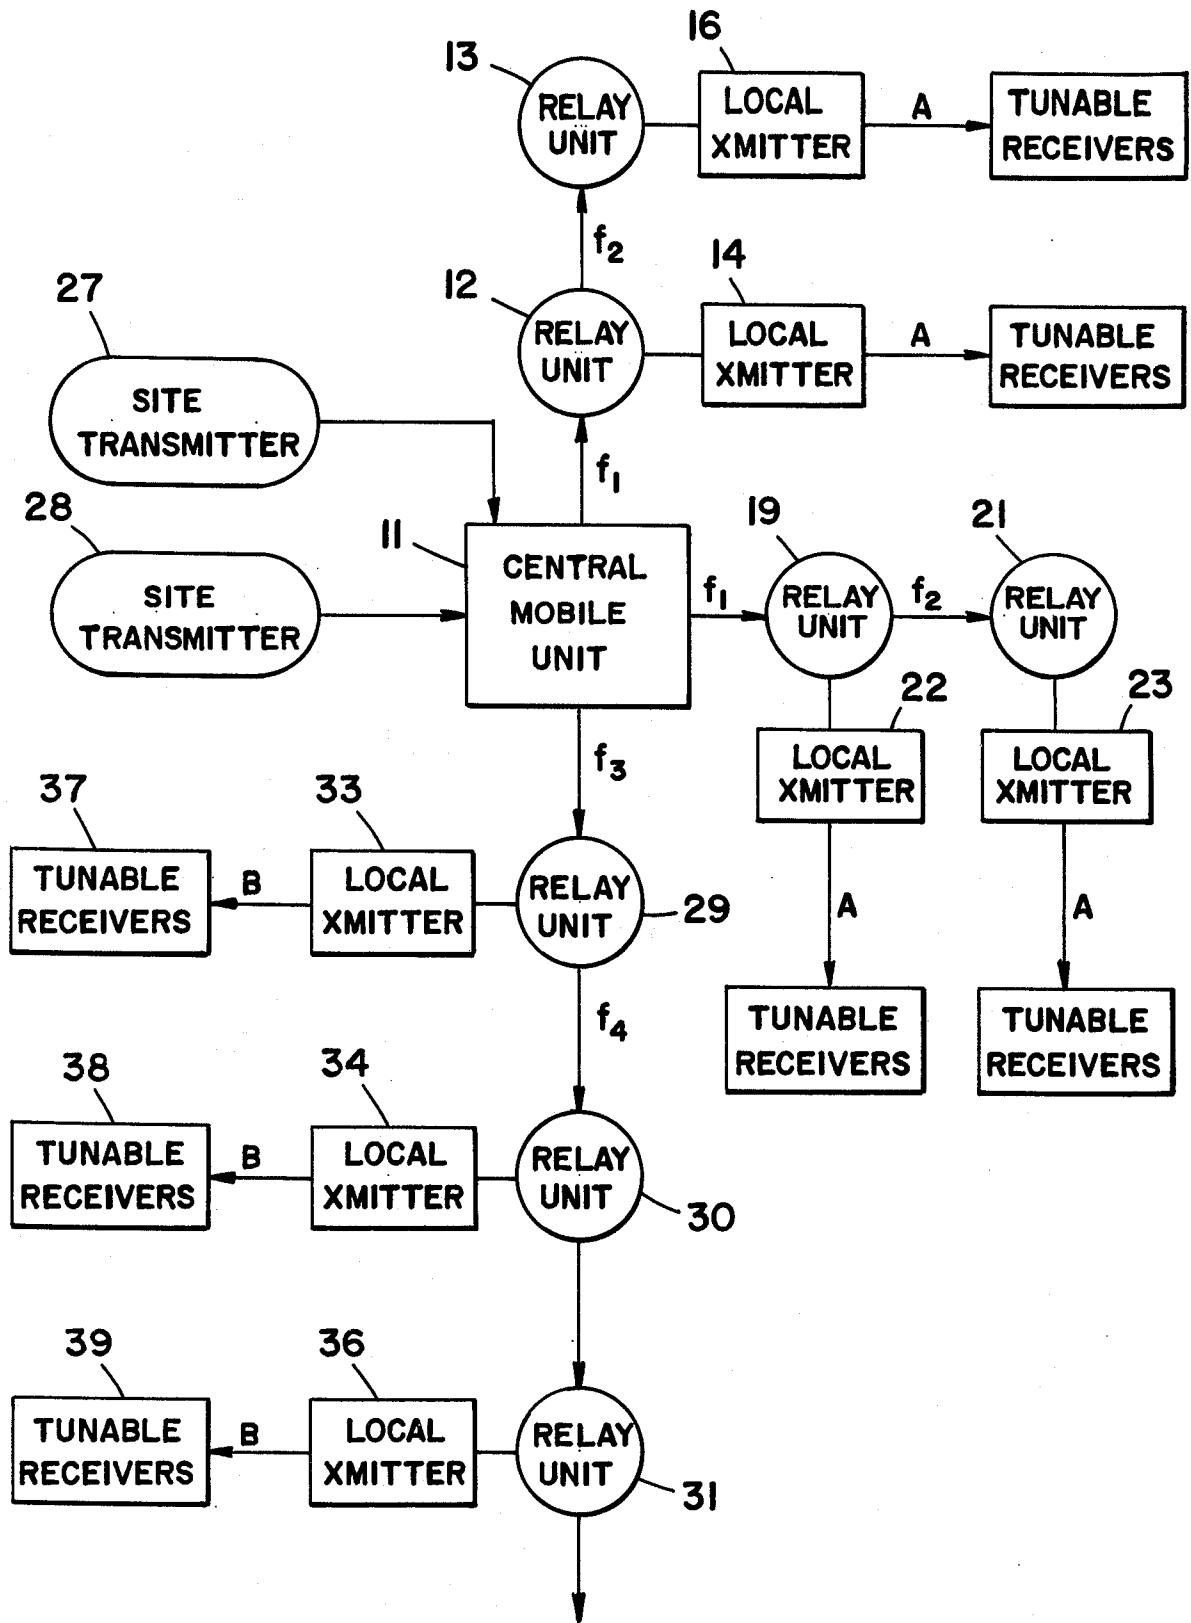 16
13
RELAY
UNIT
LOCAL
XMITTER
A
TUNABLE
RECEIVERS
f2
14
12
27
RELAY
UNIT
LOCAL
XMITTER
A
TUNABLE
RECEIVERS
SITE
TRANSMITTER
f1
28
11
19
21
CENTRAL
MOBILE
UNIT
SITE
TRANSMITTER
f1
RELAY
UNIT
f2
RELAY
UNIT
22
23
LOCAL
XMITTER
LOCAL
XMITTER
f3
37
33
TUNABLE
RECEIVERS
B
LOCAL
XMITTER
RELAY
UNIT
29
A
A
TUNABLE
RECEIVERS
TUNABLE
RECEIVERS
f4
38
34
TUNABLE
RECEIVERS
B
LOCAL
XMITTER
RELAY
UNIT
30
39
36
TUNABLE
RECEIVERS
B
LOCAL
XMITTER
RELAY
UNIT
31